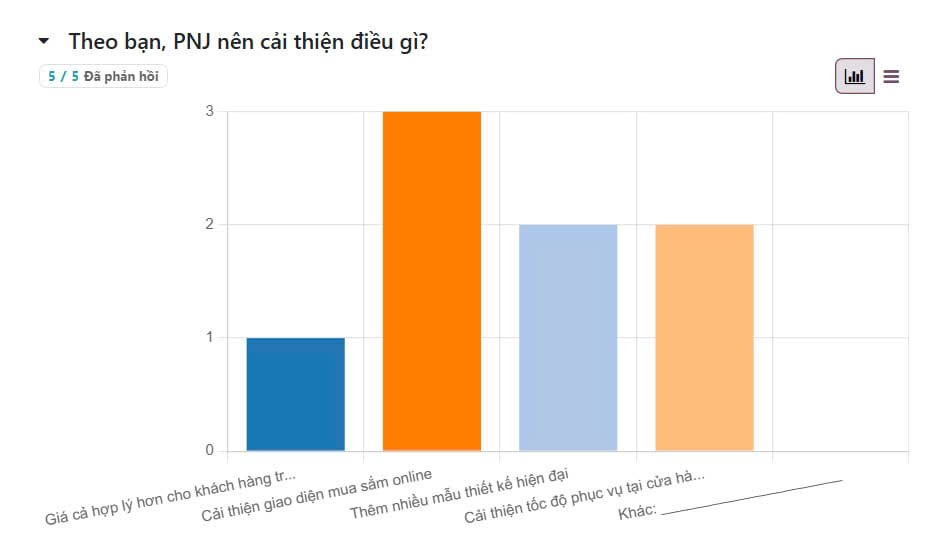 Theo bạn, PNJ nên cải thiện điều gì?
5 / 5 Đã phản hồi
3
2
1
0
Giá cả hợp lý hơn cho khách hàng tr...
Cải thiện giao diện mua sắm online
Thêm nhiều mẫu thiết kế hiện đại
Cải thiện tốc độ phục vụ tại cửa hà...
Khác: ______________________